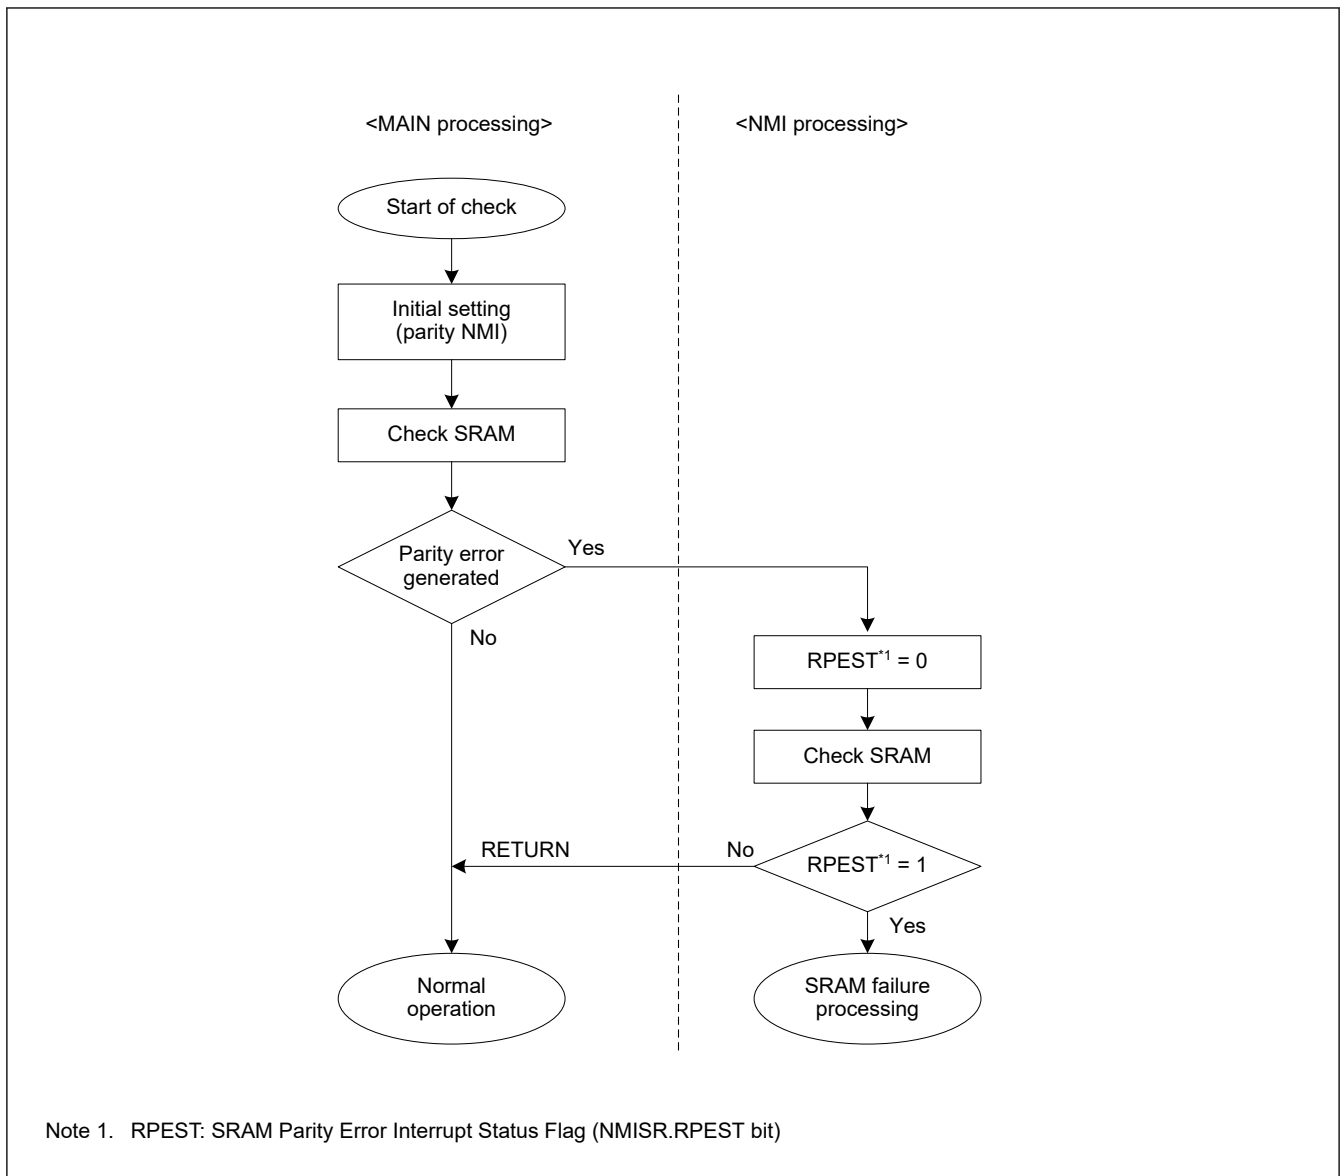 <MAIN processing>
<NMI processing>
Start of check
Initial setting
(parity NMI)
Check SRAM
Parity error
generated
Yes
No
RPEST*1 = 0
Check SRAM
RPEST*1 = 1
No
RETURN
Yes
Normal
operation
SRAM failure
processing
Note 1. RPEST: SRAM Parity Error Interrupt Status Flag (NMISR.RPEST bit)